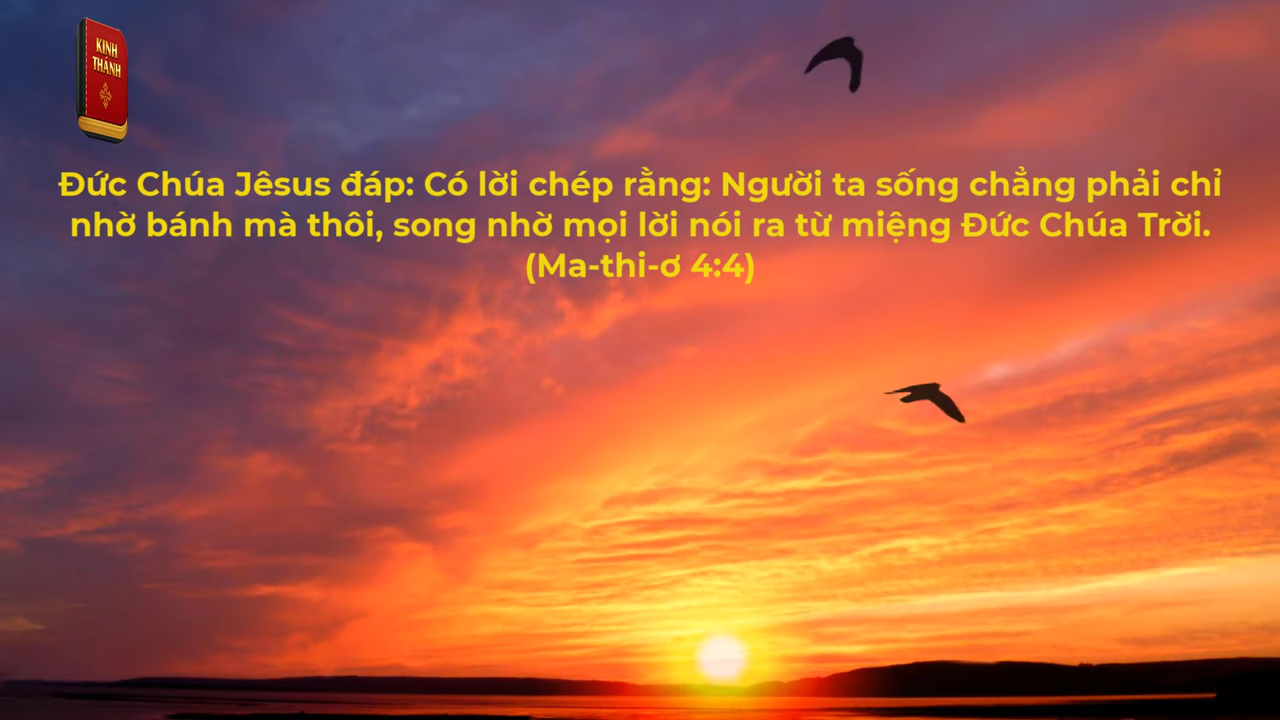 KINH
THÁNH
Đức Chúa Jêsus đáp: Có lời chép rằng: Người ta sống chẳng phải chỉ
nhờ bánh mà thôi, song nhờ mọi lời nói ra từ miệng Đức Chúa Trời.
(Ma-thi-ơ 4:4)